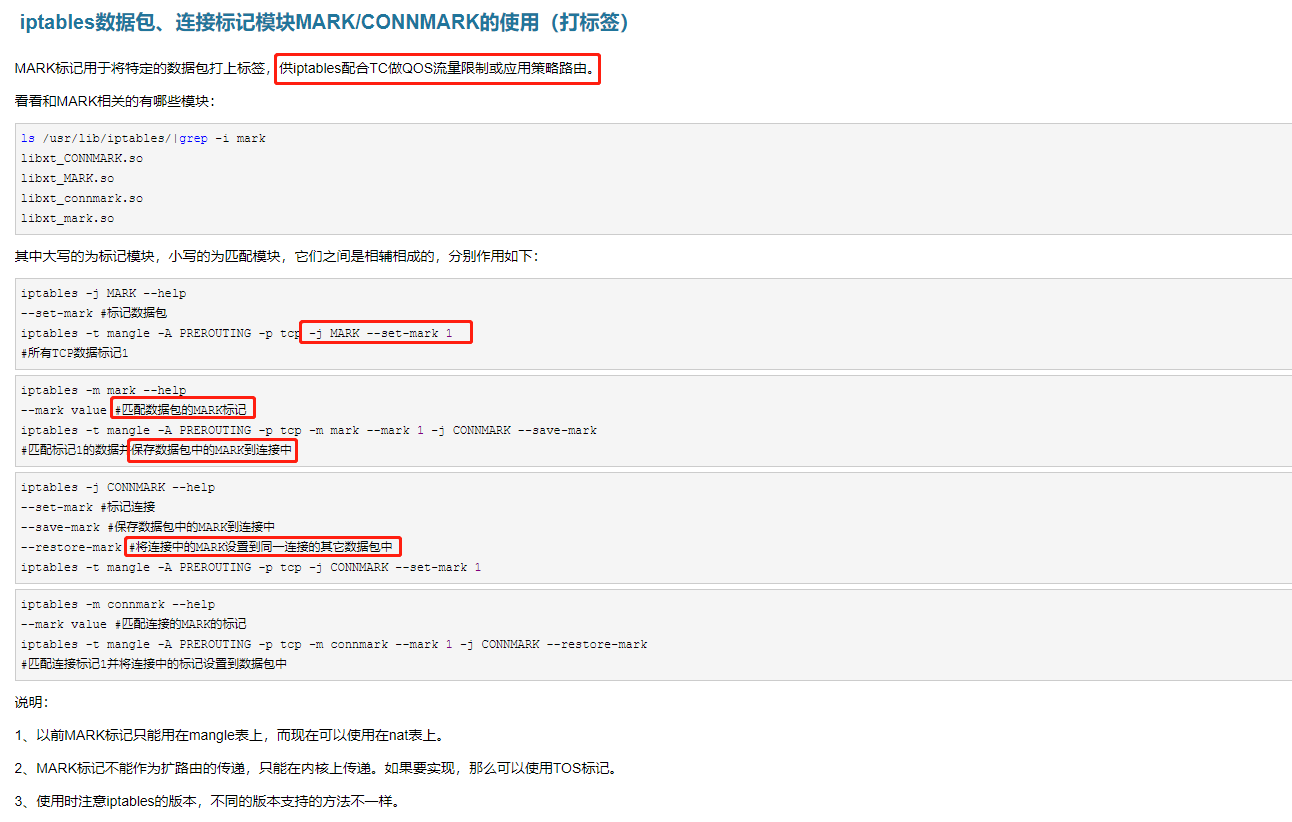 iptables数据包、连接标记模块MARK/CONNMARK的使用（打标签）
MARK标记用于将特定的数据包打上标签，供iptables配合TC做QOS流量限制或应用策略路由。
看看和MARK相关的有哪些模块：
ls /usr/lib/iptables/|grep -i mark
libxt_CONNMARK.so
libxt_MARK.so
libxt_connmark.so
libxt_mark.so
其中大写的为标记模块，小写的为匹配模块，它们之间是相辅相成的，分别作用如下：
iptables -j MARK --help
--set-mark #标记数据包
iptables -t mangle -A PREROUTING -p tcp -j MARK --set-mark 1
#所有TCP数据标记1
iptables -m mark --help
--mark value #匹配数据包的MARK标记
iptables -t mangle -A PREROUTING -p tcp -m mark --mark 1 -j CONNMARK --save-mark
#匹配标记1的数据并保存数据包中的MARK到连接中
iptables -j CONNMARK --help
--set-mark #标记连接
--save-mark #保存数据包中的MARK到连接中
--restore-mark #将连接中的MARK设置到同一连接的其它数据包中
iptables -t mangle -A PREROUTING -p tcp -j CONNMARK --set-mark 1
iptables -m connmark --help
--mark value #匹配连接的MARK的标记
iptables -t mangle -A PREROUTING -p tcp -m connmark --mark 1 -j CONNMARK --restore-mark
#匹配连接标记1并将连接中的标记设置到数据包中
说明：
1、以前MARK标记只能用在mangle表上，而现在可以使用在nat表上。
2、MARK标记不能作为扩路由的传递，只能在内核上传递。如果要实现，那么可以使用TOS标记。
3、使用时注意iptables的版本，不同的版本支持的方法不一样。